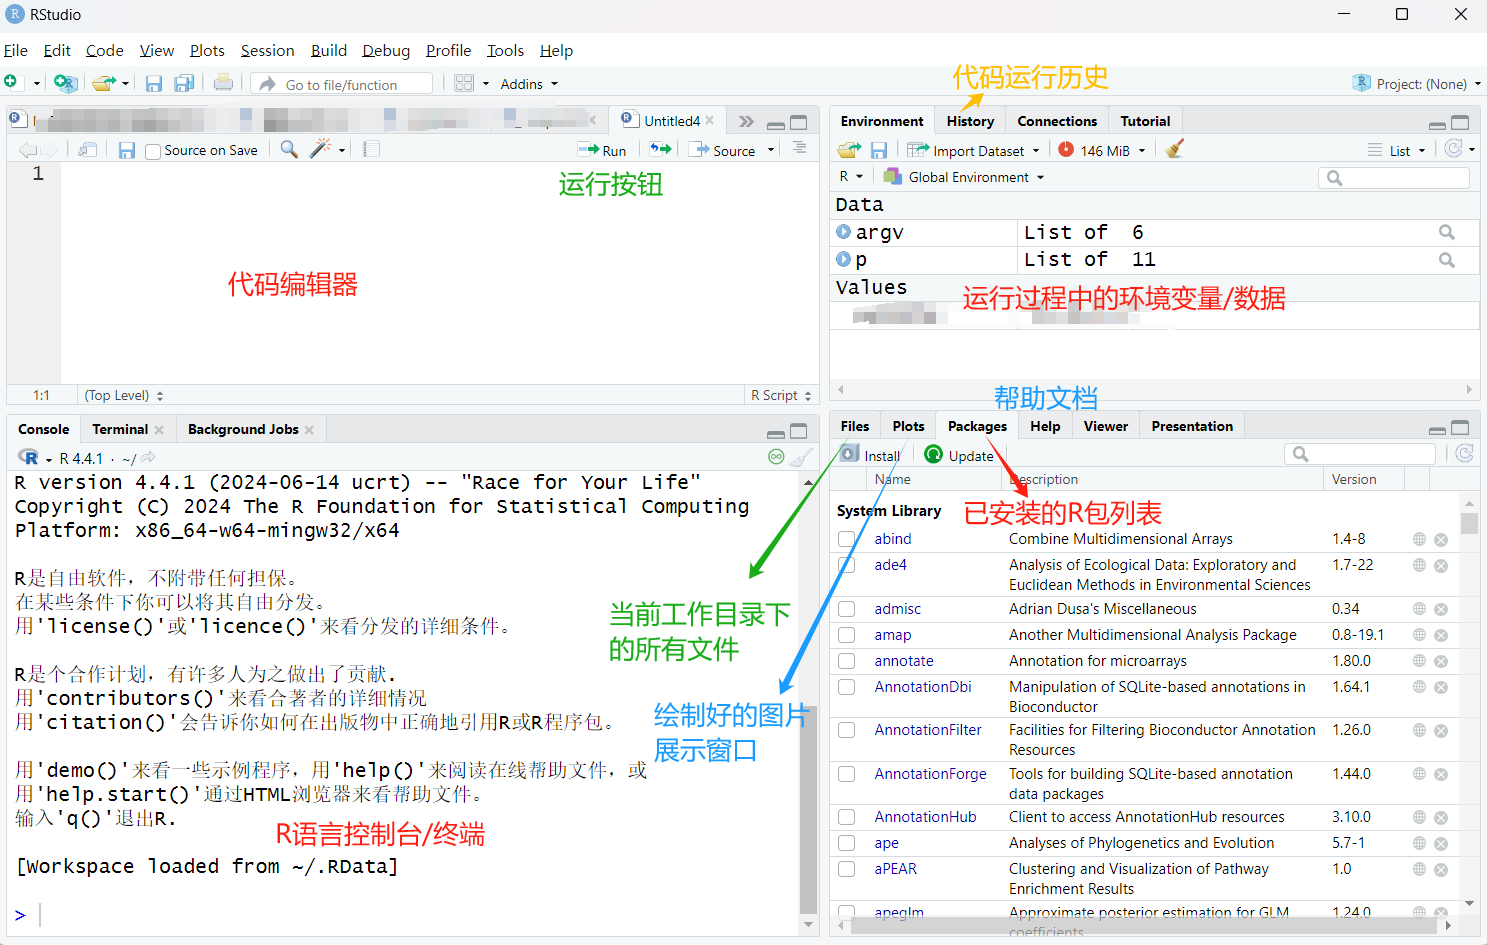 RStudio
File Edit Code View Plots Session Build Debug Profile Tools Help
Go to file/function
Addins
代码运行历史
Project: (None)
Untitled4
Source on Save
Run
Source
运行按钮
1
代码编辑器
1:1
(Top Level)
R Script
Environment History Connections Tutorial
Import Dataset
146 MiB
List
R
Global Environment
Data
argv List of 6
p List of 11
Values
运行过程中的环境变量/数据
帮助文档
Console Terminal Background Jobs
R 4.4.1 · ~/
R version 4.4.1 (2024-06-14 ucrt) -- "Race for Your Life"
Copyright (C) 2024 The R Foundation for Statistical Computing
Platform: x86_64-w64-mingw32/x64
R是自由软件，不附带任何担保。
在某些条件下你可以将其自由分发。
用'license()'或'licence()'来看分发的详细条件。
R是个合作计划，有许多人为之做出了贡献.
用'contributors()'来看合著者的详细情况
用'citation()'会告诉你如何在出版物中正确地引用R或R程序包。
用'demo()'来看一些示例程序，用'help()'来阅读在线帮助文件，或
用'help.start()'通过HTML浏览器来看帮助文件。
输入'q()'退出R.
R语言控制台/终端
[Workspace loaded from ~/.RData]
>
当前工作目录下
的所有文件
绘制好的图片
展示窗口
Files Plots Packages Help Viewer Presentation
Install
Update
Name Description Version
System Library
已安装的R包列表
abind Combine Multidimensional Arrays 1.4-8
ade4 Analysis of Ecological Data: Exploratory and 1.7-22
Euclidean Methods in Environmental Sciences
admisc Adrian Dusa's Miscellaneous 0.34
amap Another Multidimensional Analysis Package 0.8-19.1
annotate Annotation for microarrays 1.80.0
AnnotationDbi Manipulation of SQLite-based annotations in 1.64.1
Bioconductor
AnnotationFilter Facilities for Filtering Bioconductor Annotation 1.26.0
Resources
AnnotationForge Tools for building SQLite-based annotation 1.44.0
data packages
AnnotationHub Client to access AnnotationHub resources 3.10.0
ape Analyses of Phylogenetics and Evolution 5.7-1
aPEAR Clustering and Visualization of Pathway 1.0
Enrichment Results
apeglm Approximate posterior estimation for GLM 1.24.0
coefficients